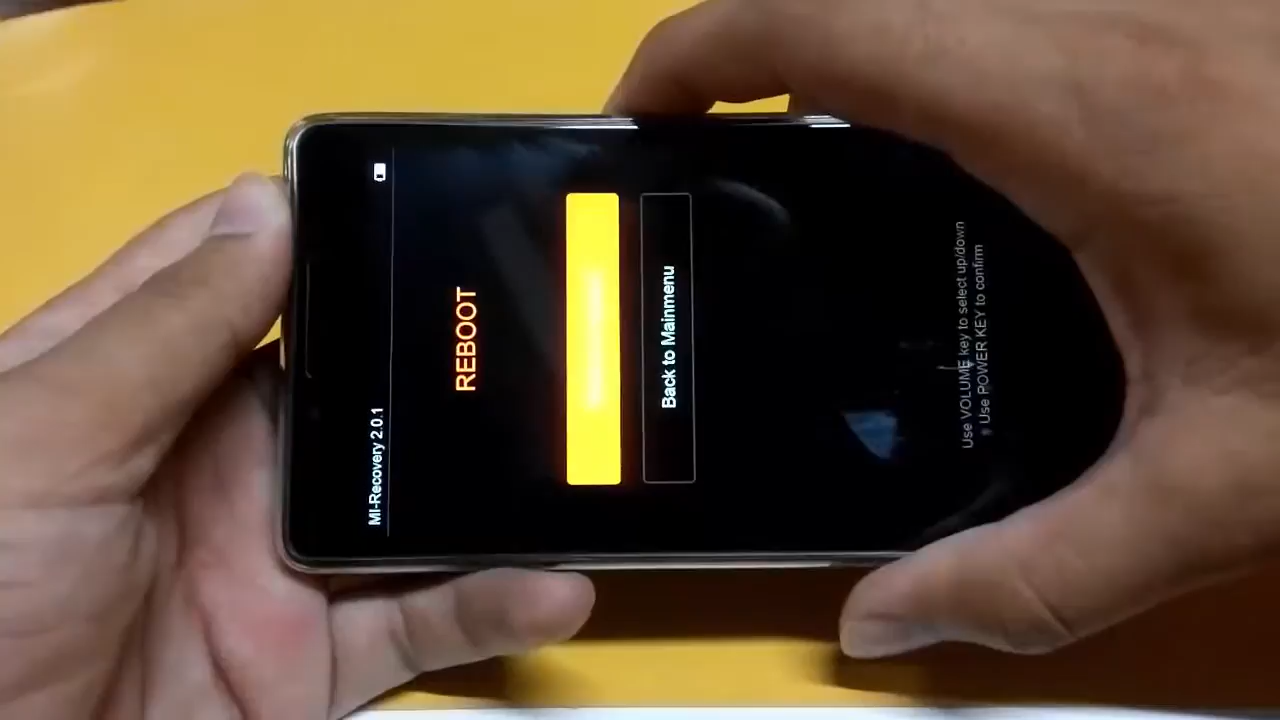 MI-Recovery 2.0.1
REBOOT
Back to Mainmenu
Use VOLUME key to select up/down
Use POWER KEY to confirm